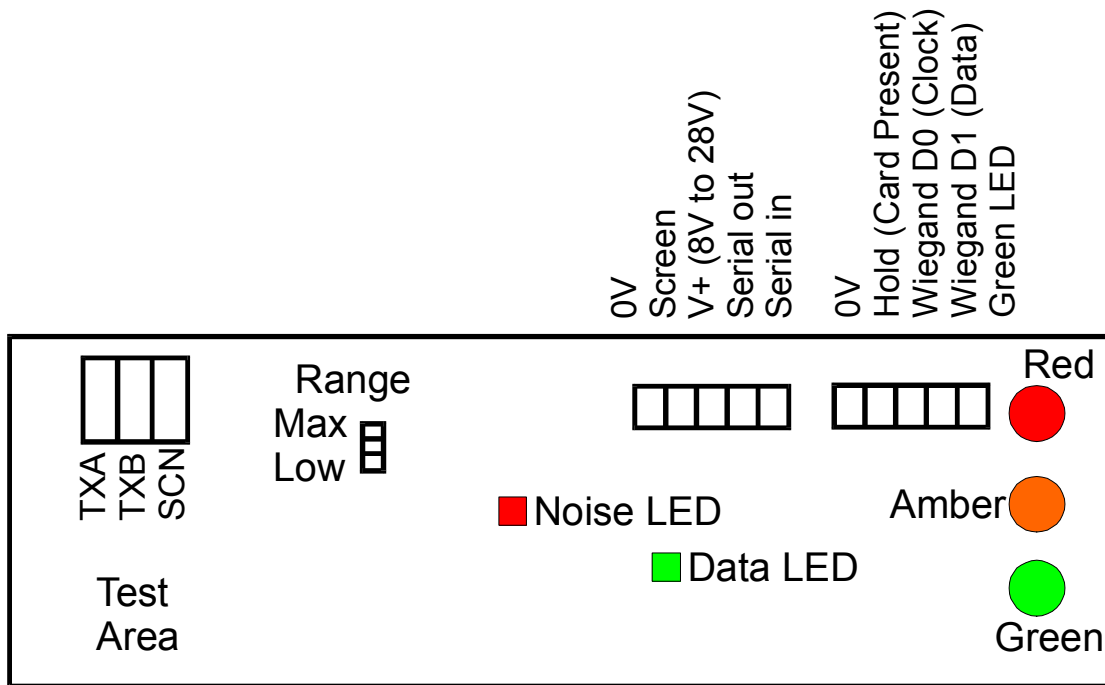 0V
Screen
V+ (8V to 28V)
Serial out
Serial in
0V
Hold (Card Present)
Wiegand D0 (Clock)
Wiegand D1 (Data)
Green LED
Red
Range
Max
Low
TXA
TXB
SCN
Noise LED
Amber
Data LED
Test
Area
Green